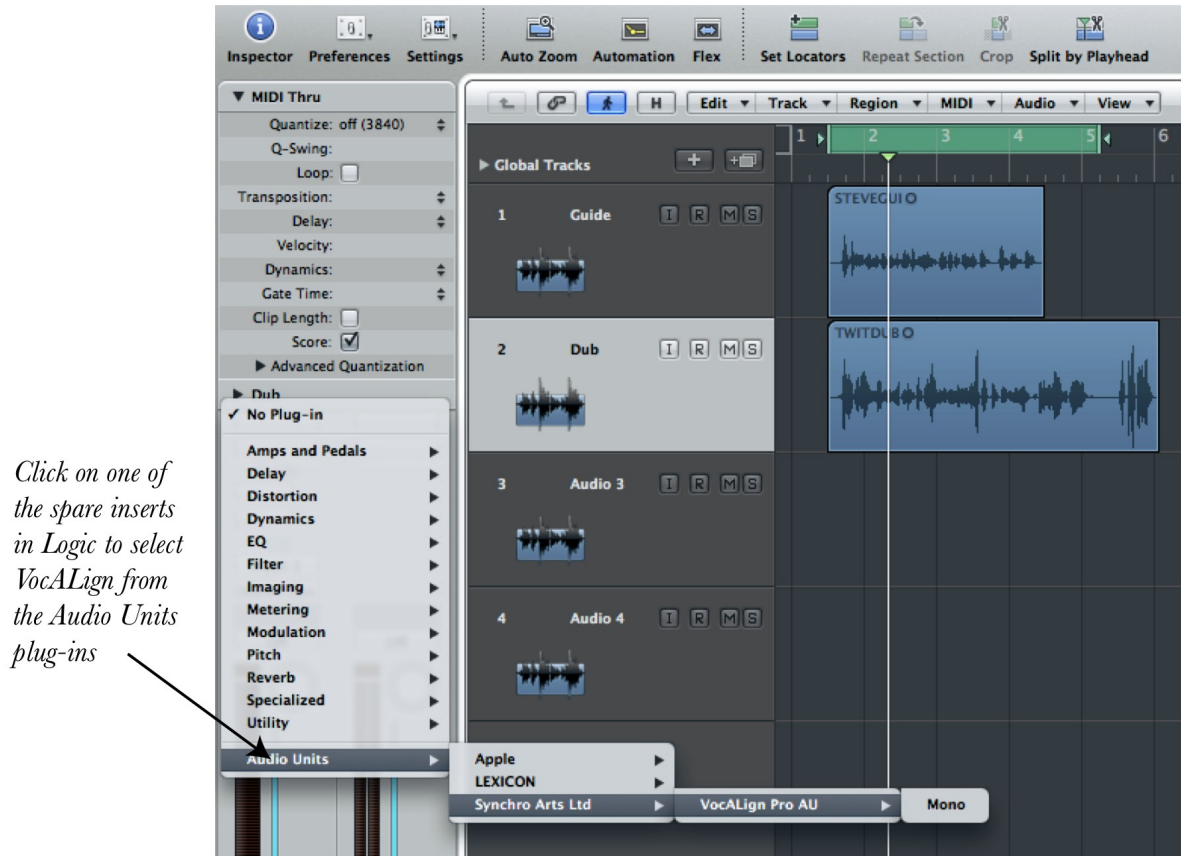 Inspector Preferences Settings Auto Zoom Automation Flex Set Locators Repeat Section Crop Split by Playhead
MIDI Thru
Quantize: off (3840)
Q-Swing:
Loop:
Transposition:
Delay:
Velocity:
Dynamics:
Gate Time:
Clip Length:
Score:
Advanced Quantization
Dub
H Edit Track Region MIDI Audio View
1 2 3 4 5 6
Global Tracks
1 Guide I R M S
STEVEGUI
2 Dub I R M S
TWITDUB
3 Audio 3 I R M S
4 Audio 4 I R M S
✓ No Plug-in
Amps and Pedals
Delay
Distortion
Dynamics
EQ
Filter
Imaging
Metering
Modulation
Pitch
Reverb
Specialized
Utility
Audio Units
Apple
LEXICON
Synchro Arts Ltd
VocALign Pro AU
Mono
Click on one of
the spare inserts
in Logic to select
VocALign from
the Audio Units
plug-ins